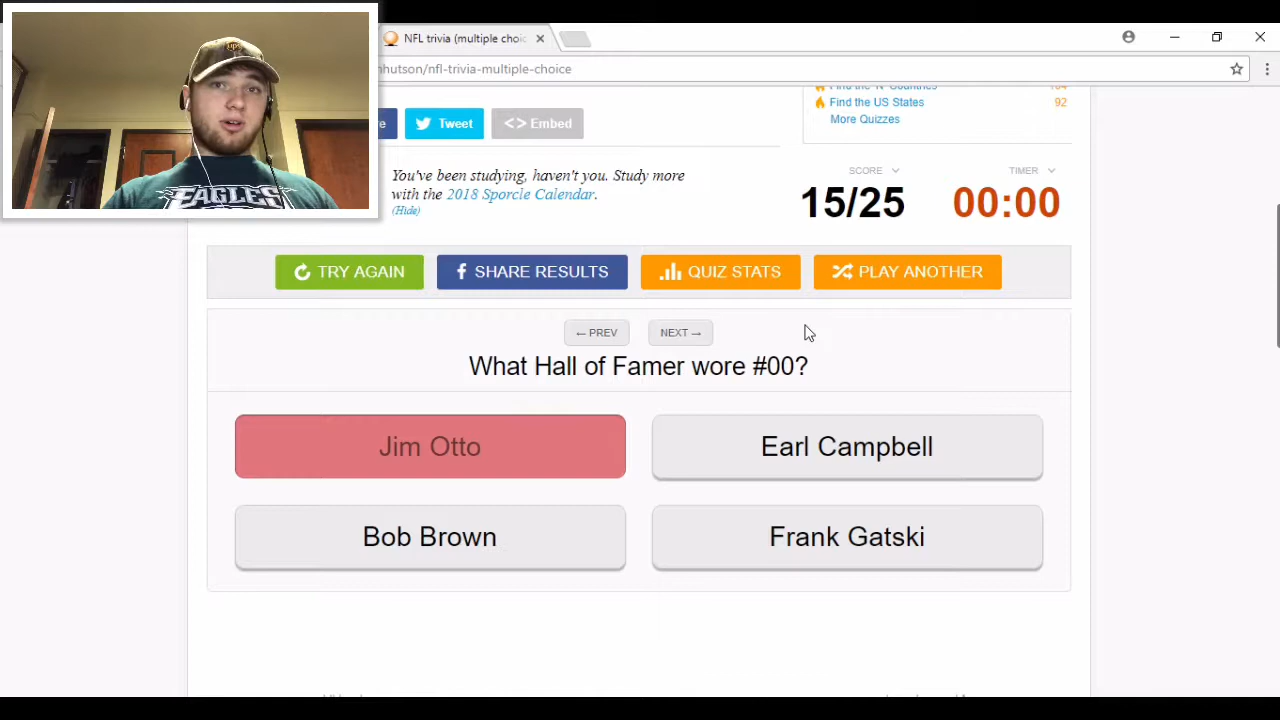 ups
EAGLES
NFL trivia (multiple choic
nhutson/nfl-trivia-multiple-choice
Find the US States 92
More Quizzes
re
Tweet
<> Embed
You've been studying, haven't you. Study more
with the 2018 Sporcle Calendar.
(Hide)
SCORE
TIMER
15/25
00:00
TRY AGAIN
f SHARE RESULTS
QUIZ STATS
PLAY ANOTHER
← PREV
NEXT →
What Hall of Famer wore #00?
Jim Otto
Earl Campbell
Bob Brown
Frank Gatski